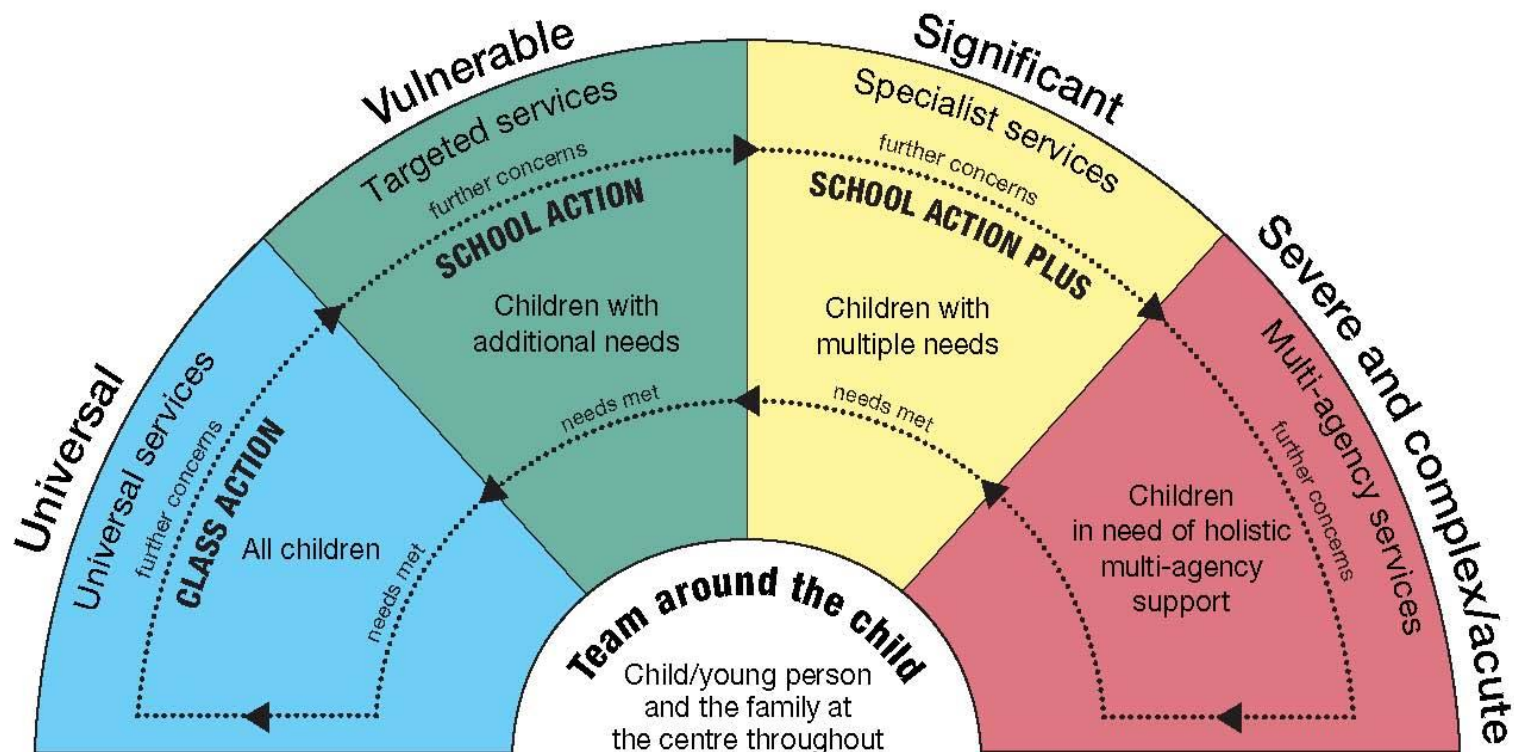 Universal
Universal services
further concerns
CLASS ACTION
All children
needs met
Vulnerable
Targeted services
further concerns
SCHOOL ACTION
Children with
additional needs
needs met
Significant
Specialist services
further concerns
SCHOOL ACTION PLUS
Children with
multiple needs
needs met
Severe and complex/acute
Multi-agency services
further concerns
Children
in need of holistic
multi-agency
support
Team around the child
Child/young person
and the family at
the centre throughout